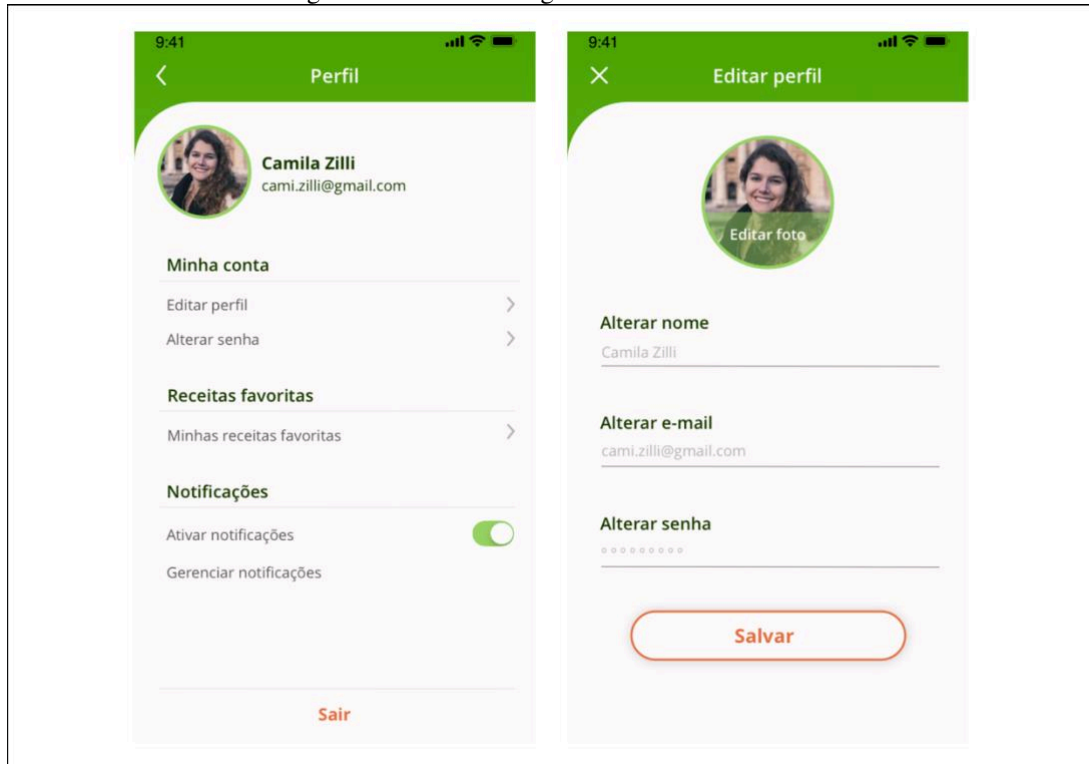 9:41
Perfil
Camila Zilli
cami.zilli@gmail.com
Minha conta
Editar perfil
Alterar senha
Receitas favoritas
Minhas receitas favoritas
Notificações
Ativar notificações
Gerenciar notificações
Sair
9:41
Editar perfil
Editar foto
Alterar nome
Camila Zilli
Alterar e-mail
cami.zilli@gmail.com
Alterar senha
Salvar